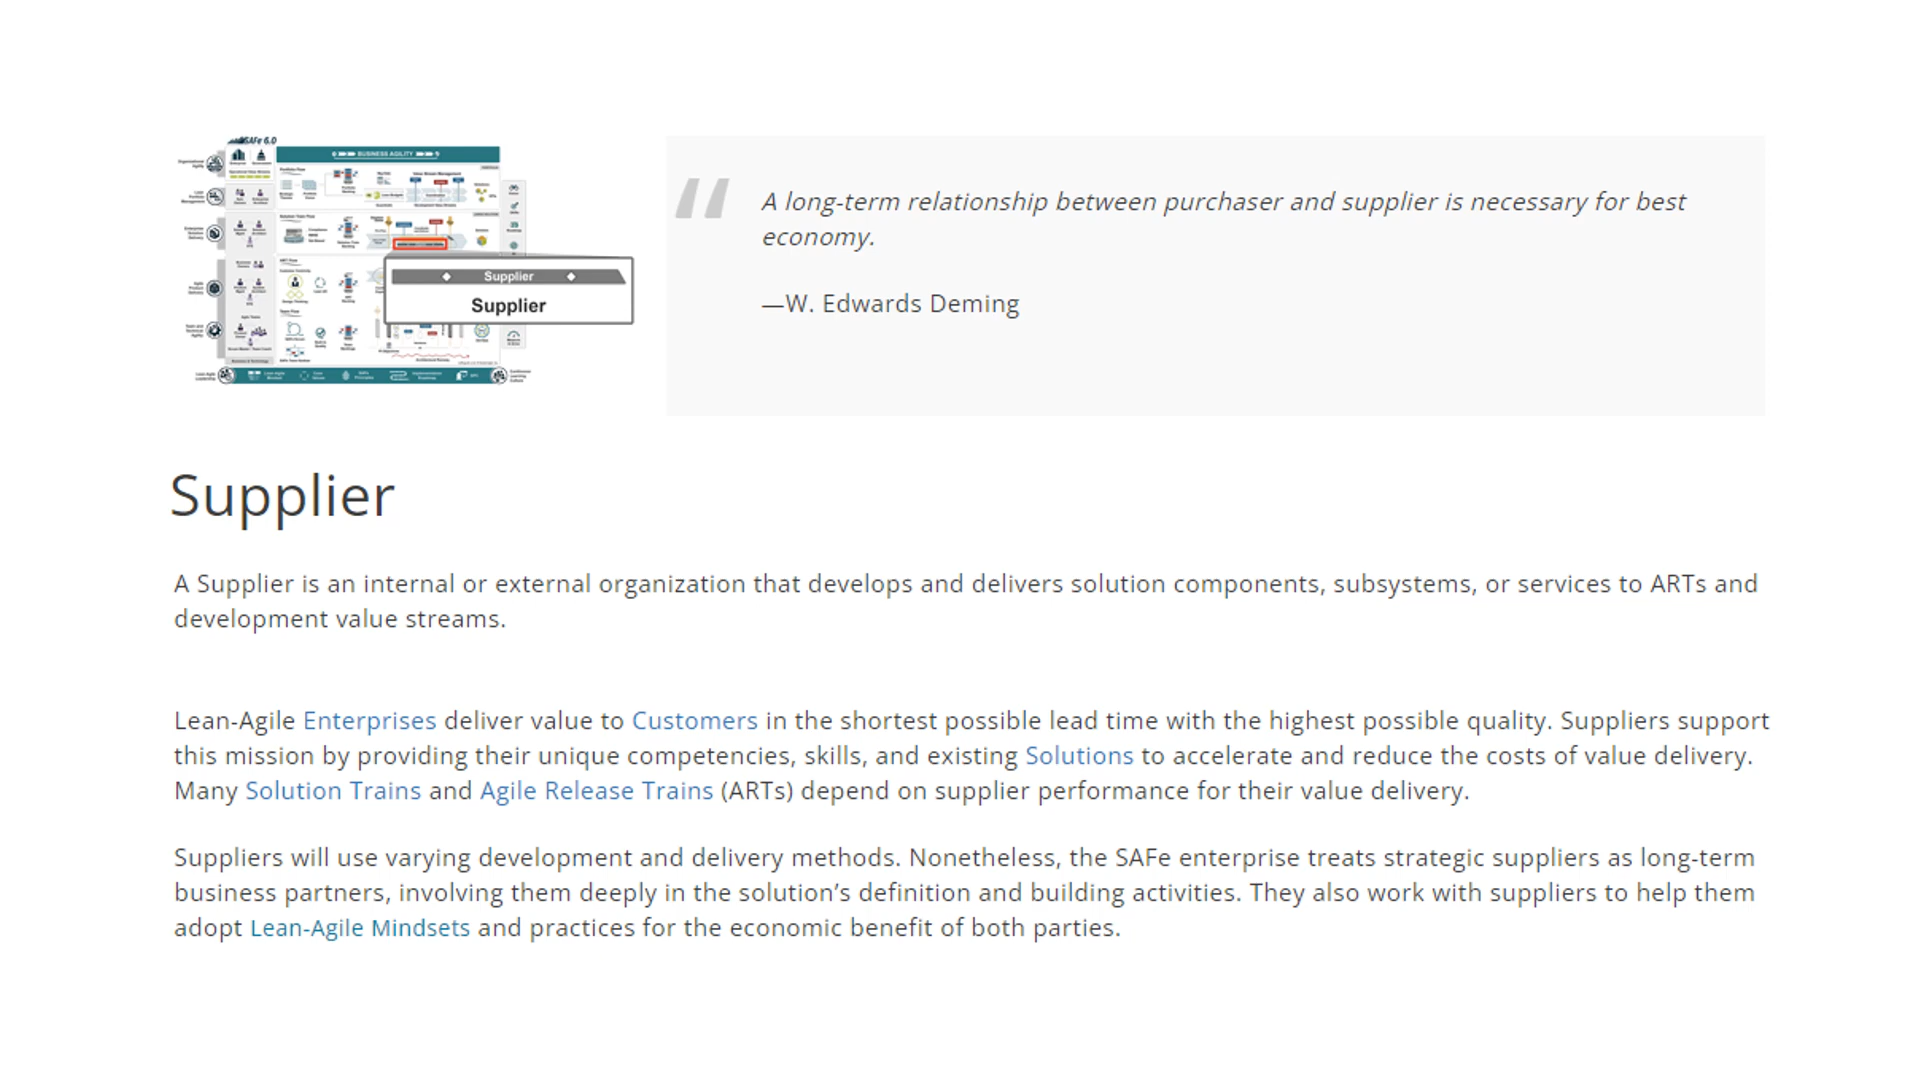 SAFe 6.0
BUSINESS AGILITY
Supplier
Supplier
A long-term relationship between purchaser and supplier is necessary for best
economy.
—W. Edwards Deming
Supplier
A Supplier is an internal or external organization that develops and delivers solution components, subsystems, or services to ARTs and
development value streams.
Lean-Agile Enterprises deliver value to Customers in the shortest possible lead time with the highest possible quality. Suppliers support
this mission by providing their unique competencies, skills, and existing Solutions to accelerate and reduce the costs of value delivery.
Many Solution Trains and Agile Release Trains (ARTs) depend on supplier performance for their value delivery.
Suppliers will use varying development and delivery methods. Nonetheless, the SAFe enterprise treats strategic suppliers as long-term
business partners, involving them deeply in the solution’s definition and building activities. They also work with suppliers to help them
adopt Lean-Agile Mindsets and practices for the economic benefit of both parties.